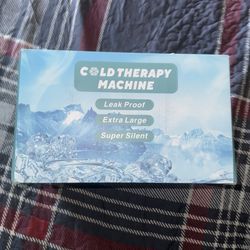 COLD THERAPY
MACHINE
Leak Proof
Extra Large
Super Silent